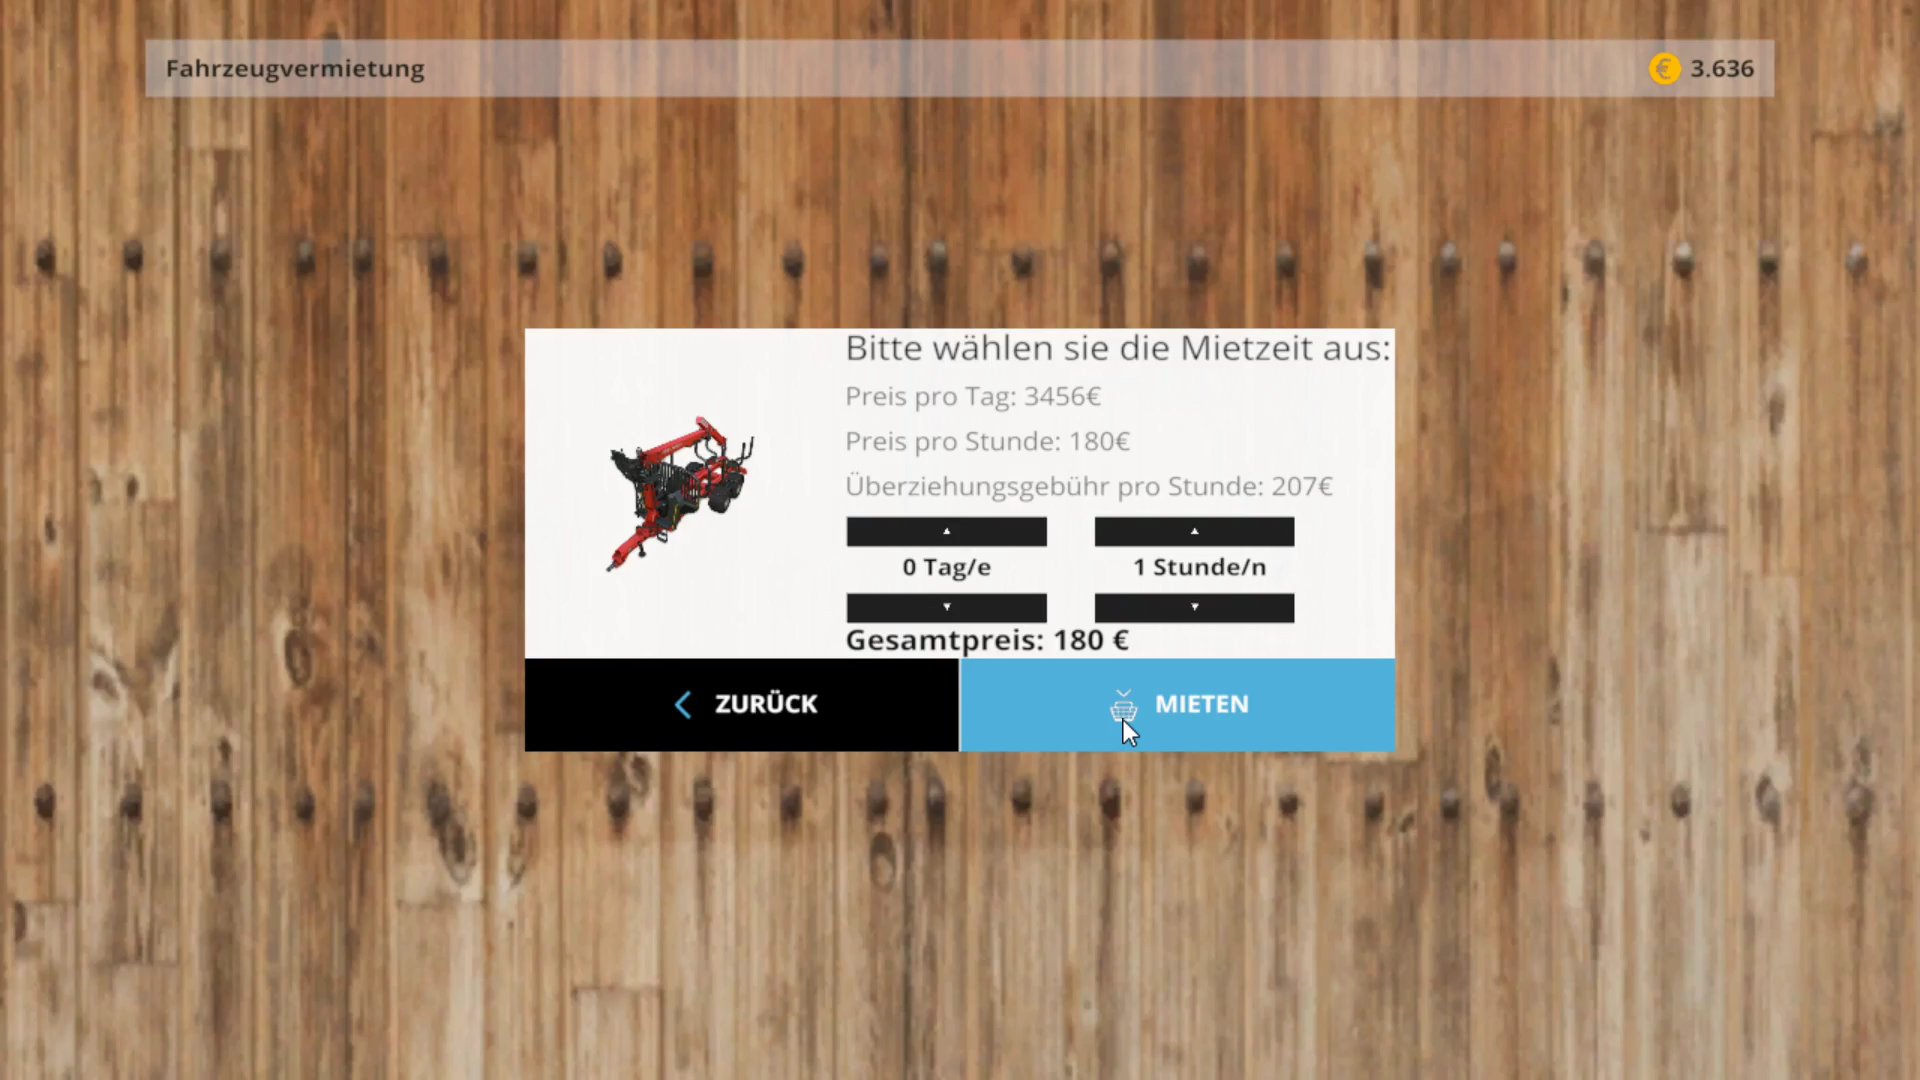 Fahrzeugvermietung
€ 3.636
Bitte wählen sie die Mietzeit aus:
Preis pro Tag: 3456€
Preis pro Stunde: 180€
Überziehungsgebühr pro Stunde: 207€
0 Tag/e
1 Stunde/n
Gesamtpreis: 180 €
ZURÜCK
MIETEN